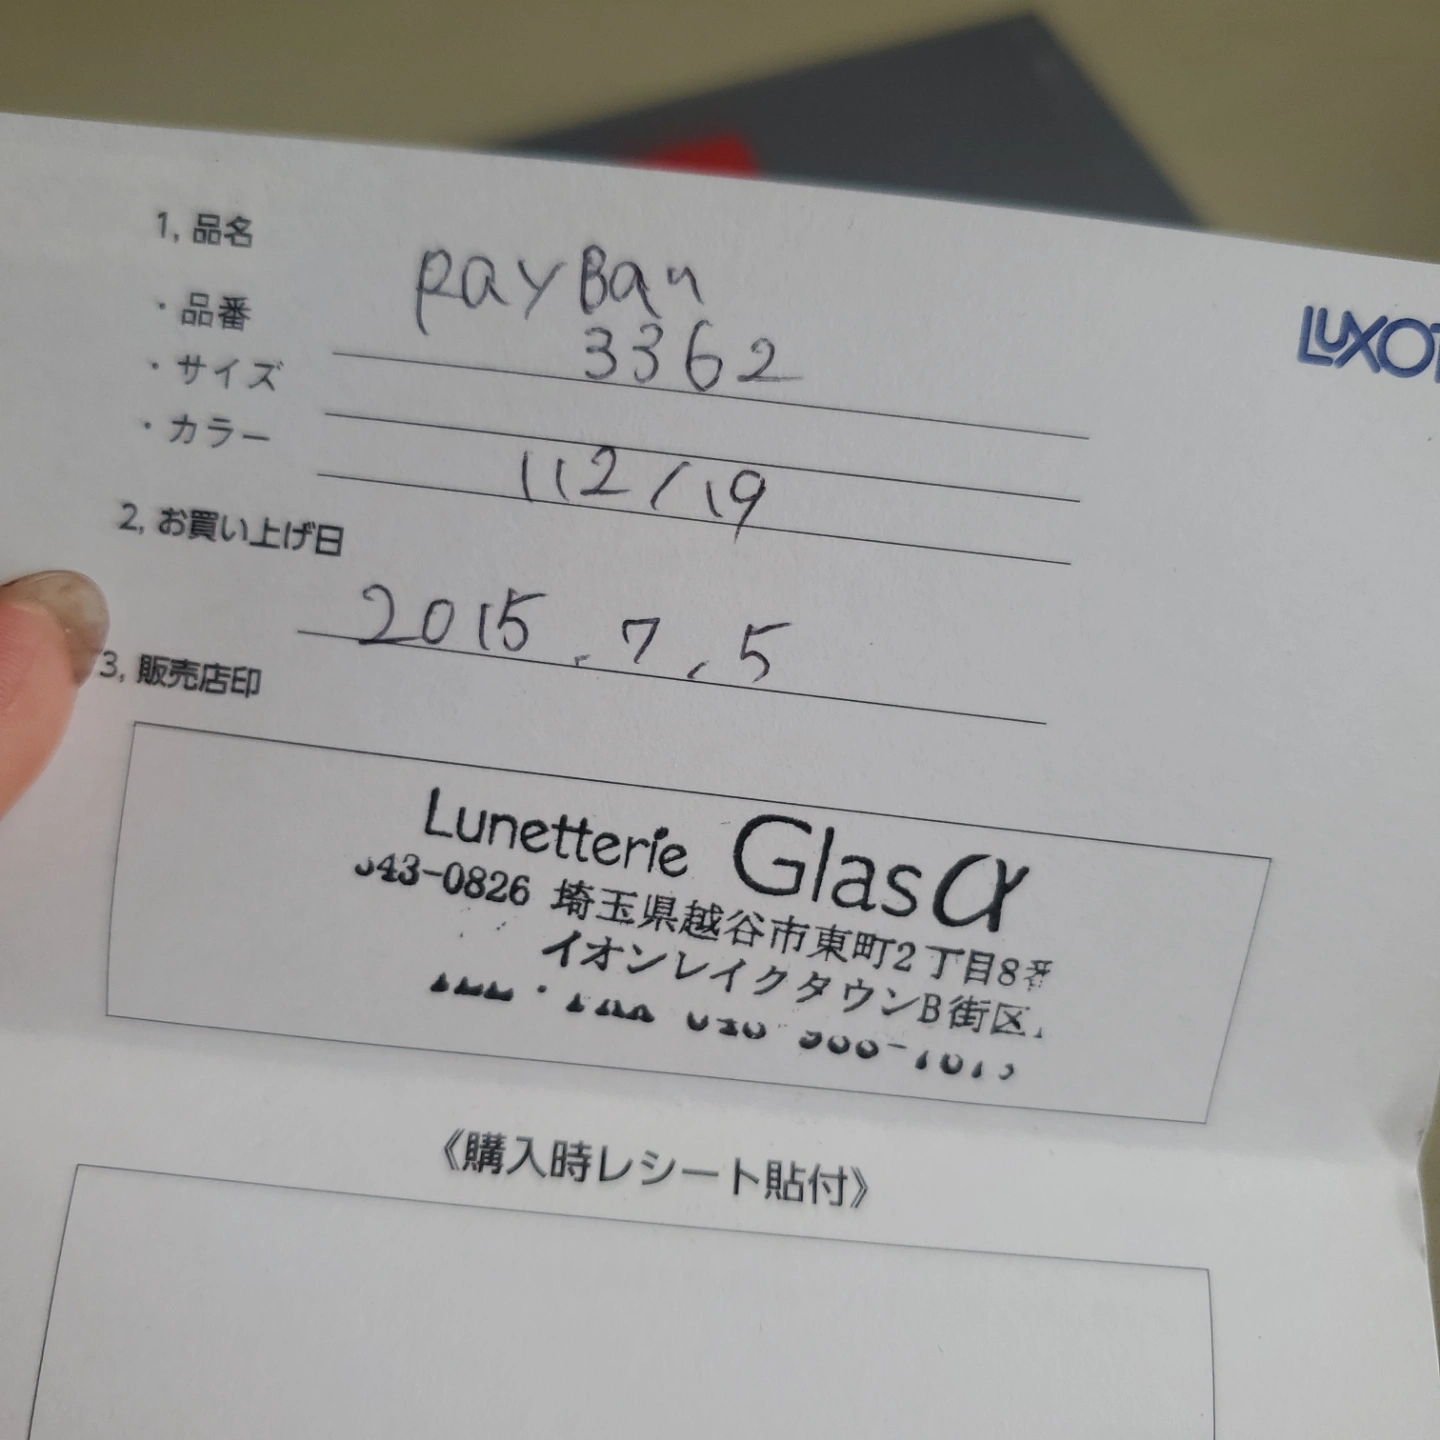 1, 品名
RayBan
LUXOT
・品番
3362
・サイズ
・カラー
112/19
2, お買い上げ日
2015.7.5
3, 販売店印
Lunetterie Glasα
343-0826 埼玉県越谷市東町2丁目8番
イオンレイクタウンB街区
《購入時レシート貼付》